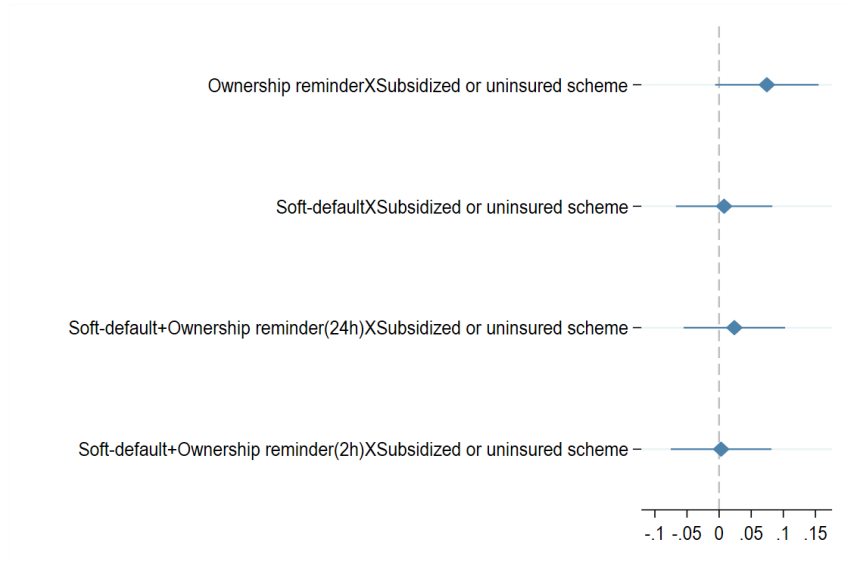 Ownership reminderXSubsidized or uninsured scheme
Soft-defaultXSubsidized or uninsured scheme
Soft-default+Ownership reminder(24h)XSubsidized or uninsured scheme
Soft-default+Ownership reminder(2h)XSubsidized or uninsured scheme
-.1 -.05 0 .05 .1 .15